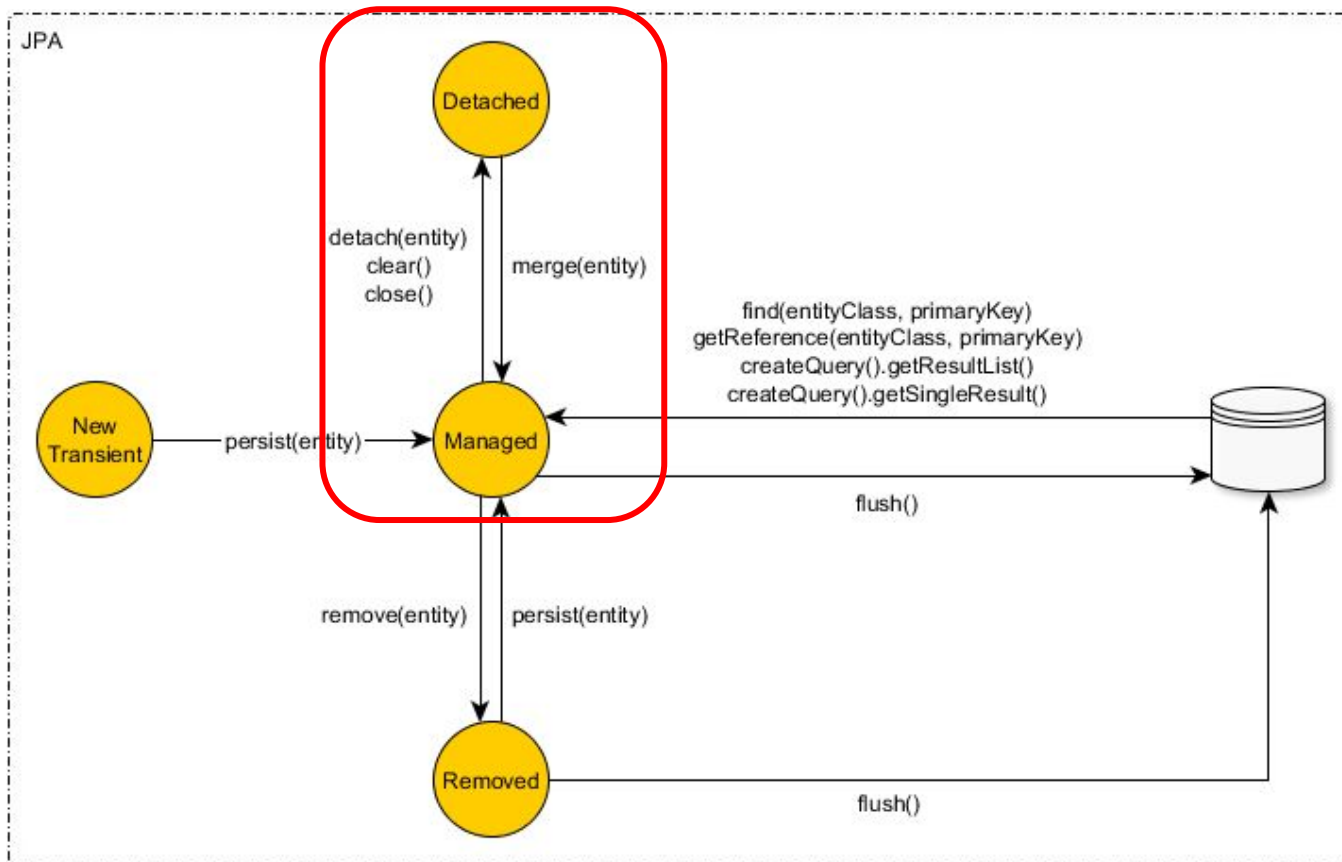 JPA
Detached
detach(entity)
clear()
close()
merge(entity)
find(entityClass, primaryKey)
getReference(entityClass, primaryKey)
createQuery().getResultList()
createQuery().getSingleResult()
New
Transient
persist(entity)
Managed
flush()
remove(entity)
persist(entity)
Removed
flush()